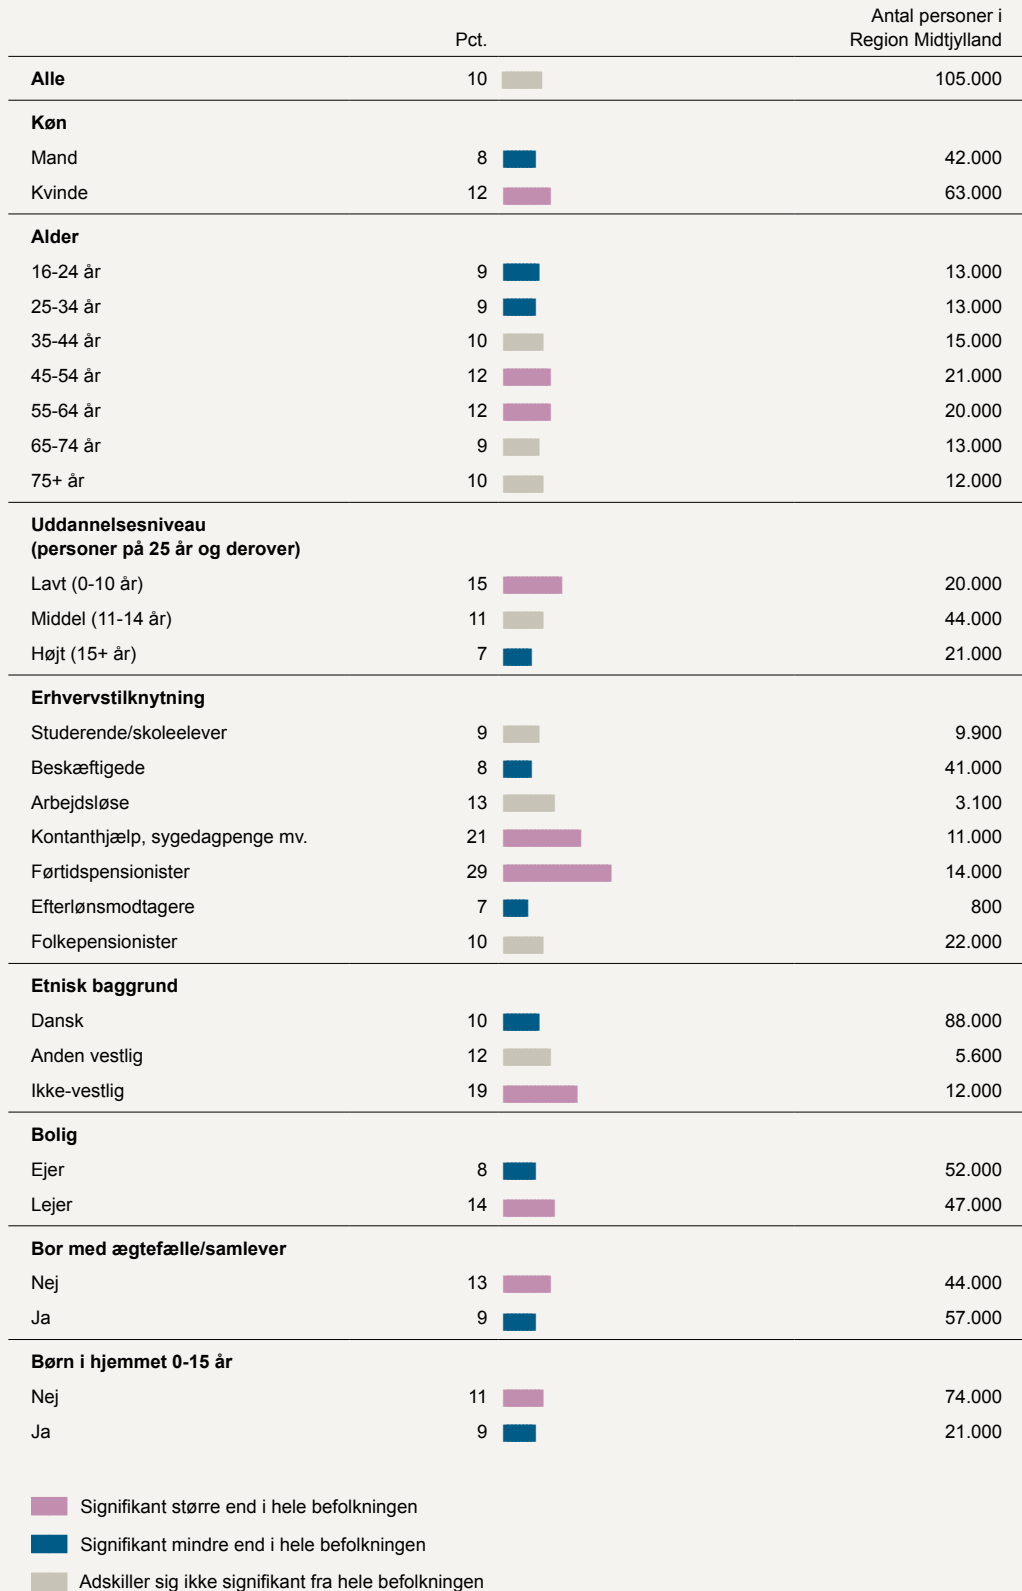 Pct. Antal personer i
Region Midtjylland
Alle 10 105.000
Køn
Mand 8 42.000
Kvinde 12 63.000
Alder
16-24 år 9 13.000
25-34 år 9 13.000
35-44 år 10 15.000
45-54 år 12 21.000
55-64 år 12 20.000
65-74 år 9 13.000
75+ år 10 12.000
Uddannelsesniveau
(personer på 25 år og derover)
Lavt (0-10 år) 15 20.000
Middel (11-14 år) 11 44.000
Højt (15+ år) 7 21.000
Erhvervstilknytning
Studerende/skoleelever 9 9.900
Beskæftigede 8 41.000
Arbejdsløse 13 3.100
Kontanthjælp, sygedagpenge mv. 21 11.000
Førtidspensionister 29 14.000
Efterlønsmodtagere 7 800
Folkepensionister 10 22.000
Etnisk baggrund
Dansk 10 88.000
Anden vestlig 12 5.600
Ikke-vestlig 19 12.000
Bolig
Ejer 8 52.000
Lejer 14 47.000
Bor med ægtefælle/samlever
Nej 13 44.000
Ja 9 57.000
Børn i hjemmet 0-15 år
Nej 11 74.000
Ja 9 21.000
Signifikant større end i hele befolkningen
Signifikant mindre end i hele befolkningen
Adskiller sig ikke signifikant fra hele befolkningen